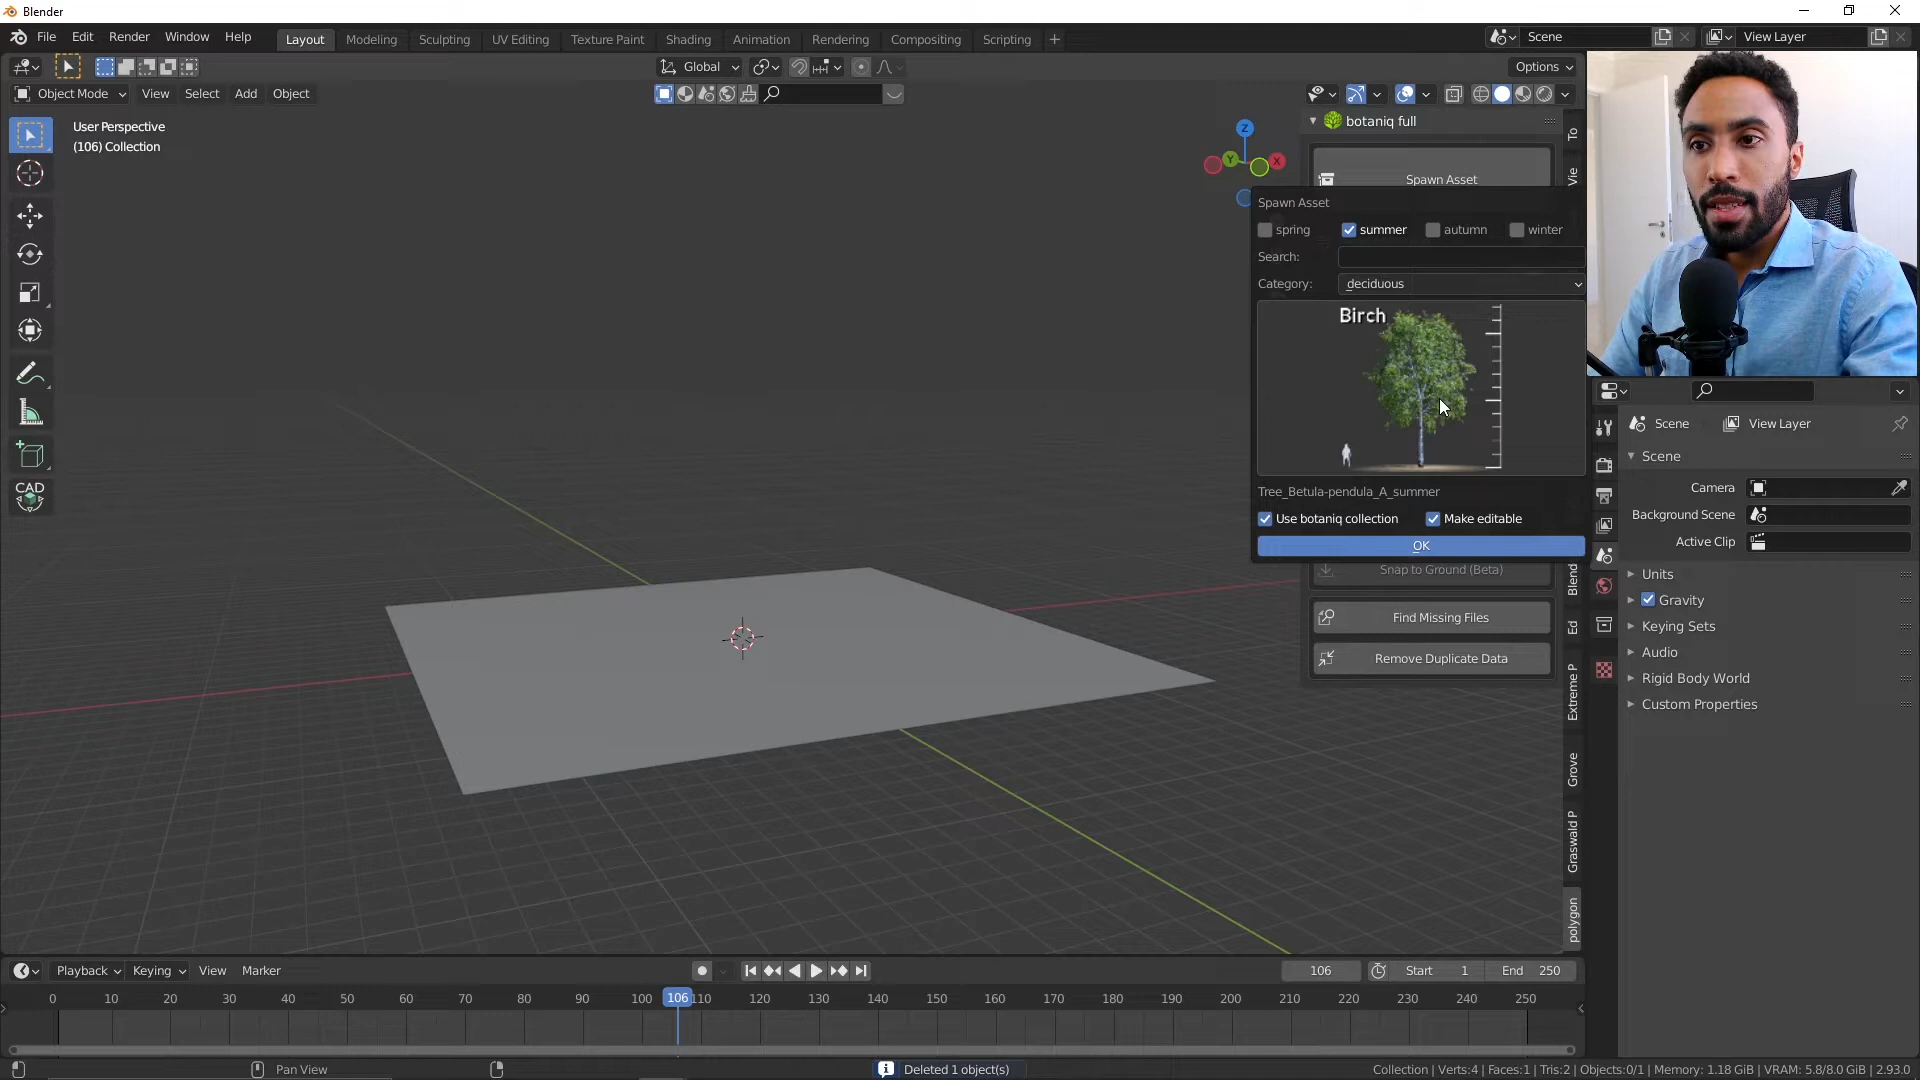 Blender
File Edit Render Window Help
Layout Modeling Sculpting UV Editing Texture Paint Shading Animation Rendering Compositing Scripting +
Scene View Layer
Global Options
Object Mode View Select Add Object
User Perspective
(106) Collection
Z Y X
botaniq full
Spawn Asset
Spawn Asset
spring summer autumn winter
Search:
Category: _deciduous
Birch
Tree_Betula-pendula_A_summer
Use botaniq collection Make editable
OK
Snap to Ground (Beta)
Find Missing Files
Remove Duplicate Data
To
Vie
Blend
Ed
Extreme P
Grove
Graswald P
polygon
CAD
Scene View Layer
Scene
Camera
Background Scene
Active Clip
Units
Gravity
Keying Sets
Audio
Rigid Body World
Custom Properties
Playback Keying View Marker
106 Start 1 End 250
0 10 20 30 40 50 60 70 80 90 100 106 110 120 130 140 150 160 170 180 190 200 210 220 230 240 250
Pan View Deleted 1 object(s) Collection | Verts:4 | Faces:1 | Tris:2 | Objects:0/1 | Memory: 1.18 GiB | VRAM: 5.8/8.0 GiB | 2.93.0